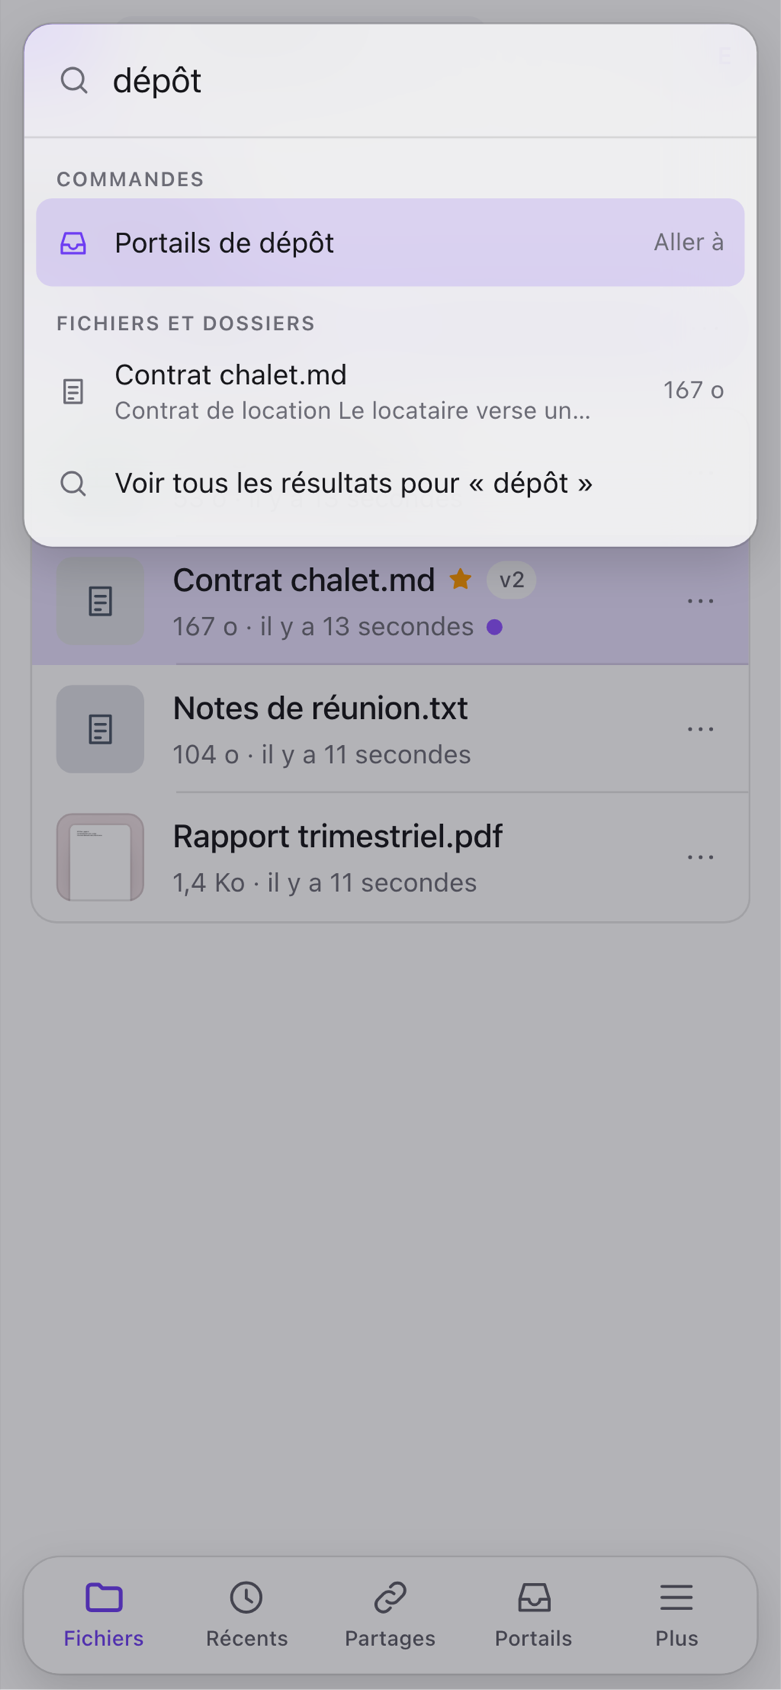 dépôt
COMMANDES
Portails de dépôt Aller à
FICHIERS ET DOSSIERS
Contrat chalet.md
Contrat de location Le locataire verse un... 167 o
Voir tous les résultats pour « dépôt »
Contrat chalet.md v2
167 o · il y a 13 secondes
Notes de réunion.txt
104 o · il y a 11 secondes
Rapport trimestriel.pdf
1,4 Ko · il y a 11 secondes
Fichiers Récents Partages Portails Plus